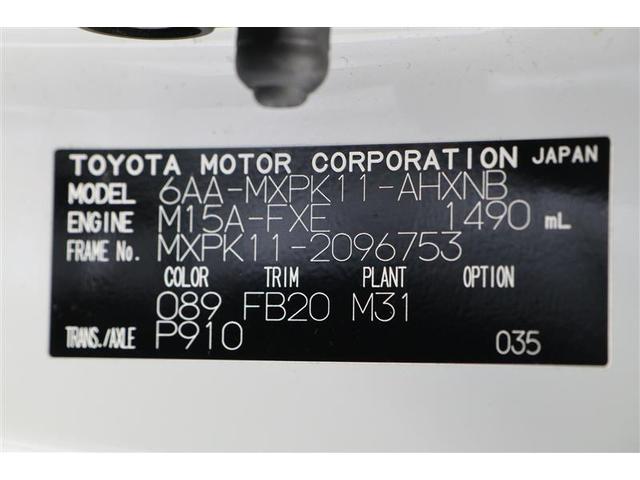 TOYOTA MOTOR CORPORATION JAPAN
MODEL 6AA-MXPK11-AHXNB
ENGINE M15A-FXE 1490 mL
FRAME No. MXPK11-2096753
COLOR TRIM PLANT OPTION
089 FB20 M31
TRANS./AXLE P910 035